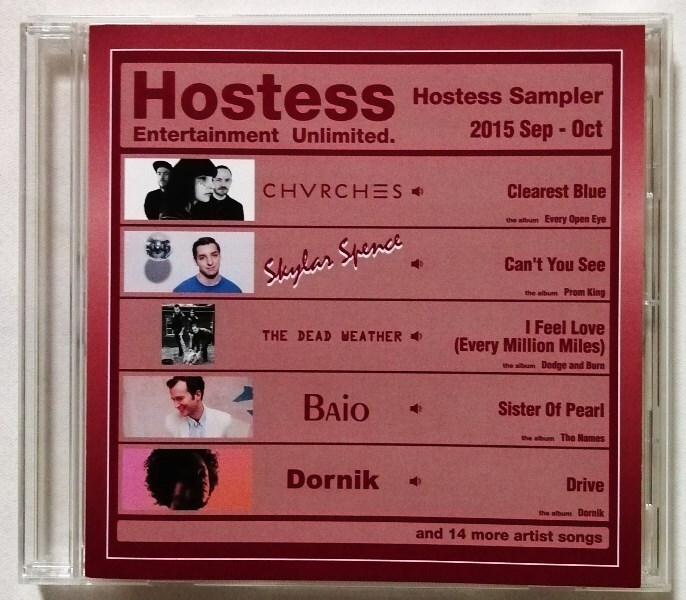 Hostess
Entertainment Unlimited.
Hostess Sampler
2015 Sep - Oct
CHVRCHES
Clearest Blue
the album Every Open Eye
Skylar Spence
Can't You See
the album Prom King
THE DEAD WEATHER
I Feel Love
(Every Million Miles)
the album Dodge and Burn
BAIO
Sister Of Pearl
the album The Names
Dornik
Drive
the album Dornik
and 14 more artist songs